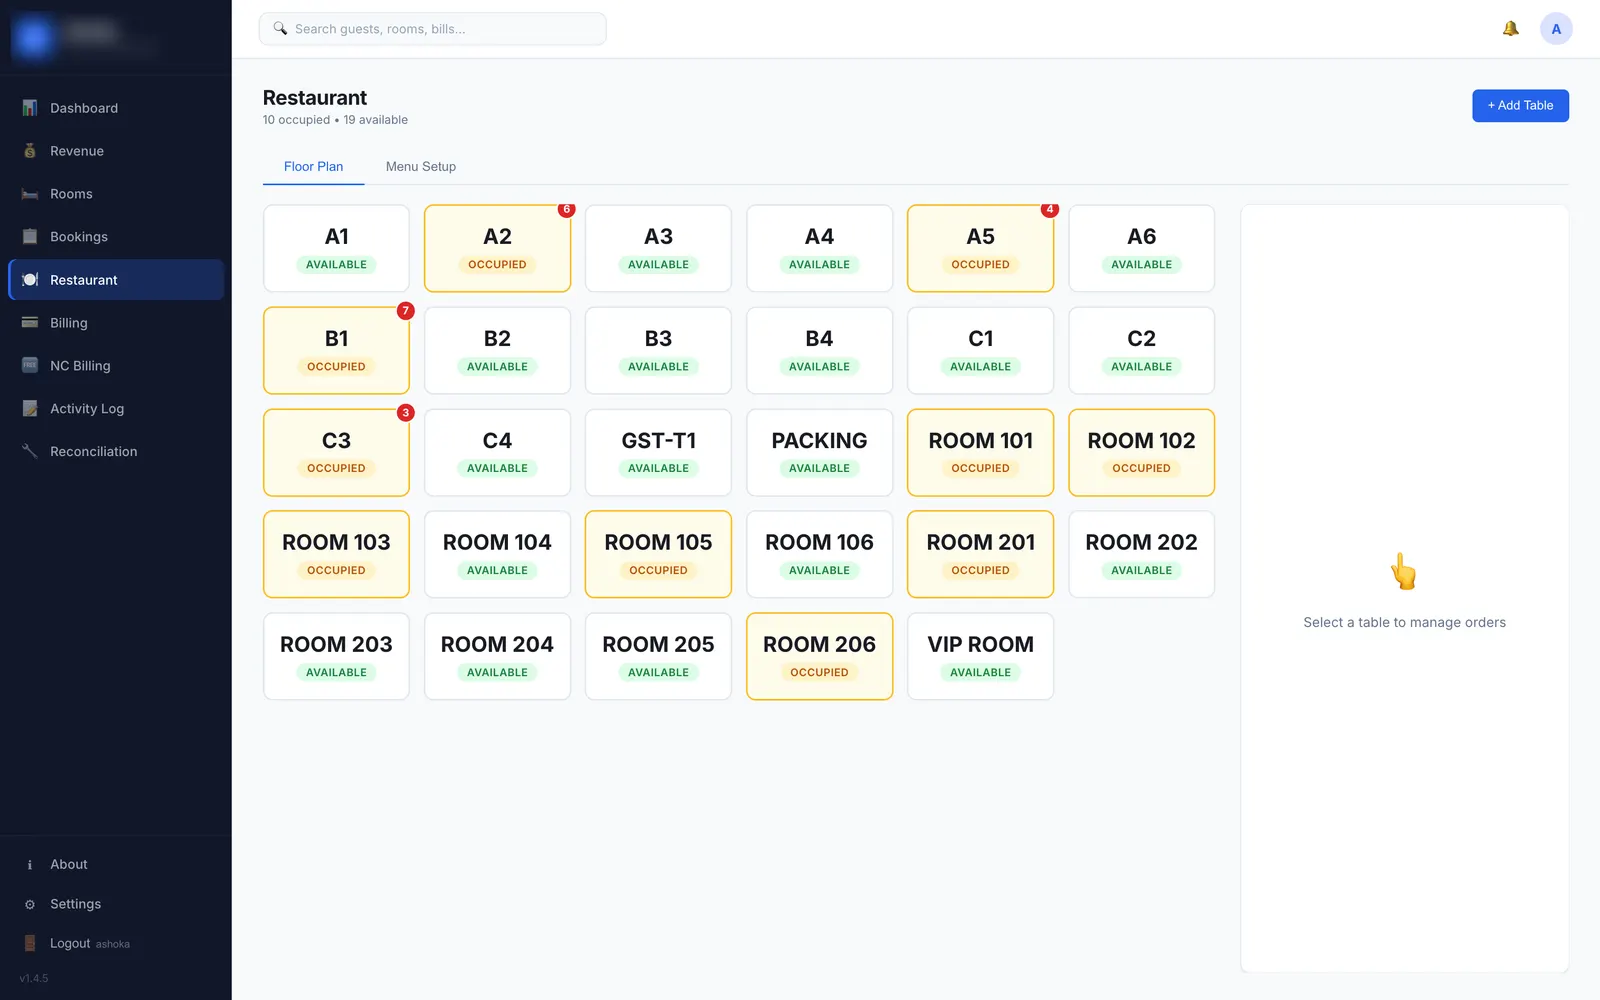 Search guests, rooms, bills...
A
Dashboard
Revenue
Rooms
Bookings
Restaurant
Billing
FREE
NC Billing
Activity Log
Reconciliation
About
Settings
Logout ashoka
v1.4.5
Restaurant
10 occupied • 19 available
+ Add Table
Floor Plan
Menu Setup
A1
AVAILABLE
6
A2
OCCUPIED
A3
AVAILABLE
A4
AVAILABLE
4
A5
OCCUPIED
A6
AVAILABLE
7
B1
OCCUPIED
B2
AVAILABLE
B3
AVAILABLE
B4
AVAILABLE
C1
AVAILABLE
C2
AVAILABLE
3
C3
OCCUPIED
C4
AVAILABLE
GST-T1
AVAILABLE
PACKING
AVAILABLE
ROOM 101
OCCUPIED
ROOM 102
OCCUPIED
ROOM 103
OCCUPIED
ROOM 104
AVAILABLE
ROOM 105
OCCUPIED
ROOM 106
AVAILABLE
ROOM 201
OCCUPIED
ROOM 202
AVAILABLE
ROOM 203
AVAILABLE
ROOM 204
AVAILABLE
ROOM 205
AVAILABLE
ROOM 206
OCCUPIED
VIP ROOM
AVAILABLE
Select a table to manage orders